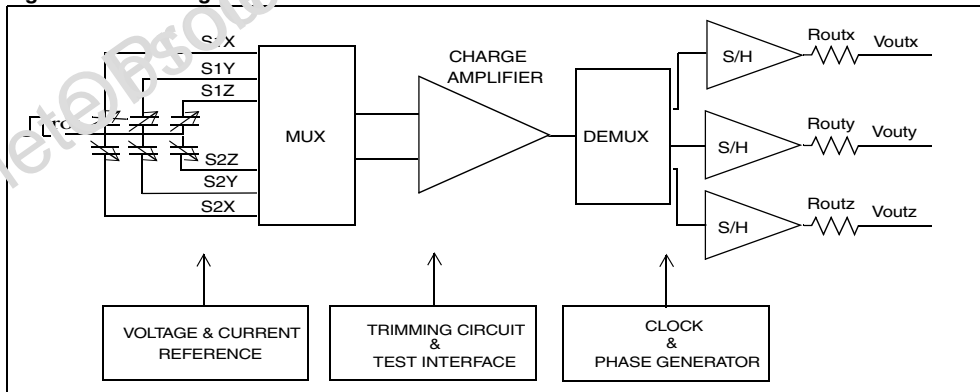 S1X
S1Y
S1Z
S2Z
S2Y
S2X
MUX
CHARGE
AMPLIFIER
DEMUX
S/H
Routx
Voutx
S/H
Routy
Vouty
S/H
Routz
Voutz
VOLTAGE & CURRENT
REFERENCE
TRIMMING CIRCUIT
&
TEST INTERFACE
CLOCK
&
PHASE GENERATOR